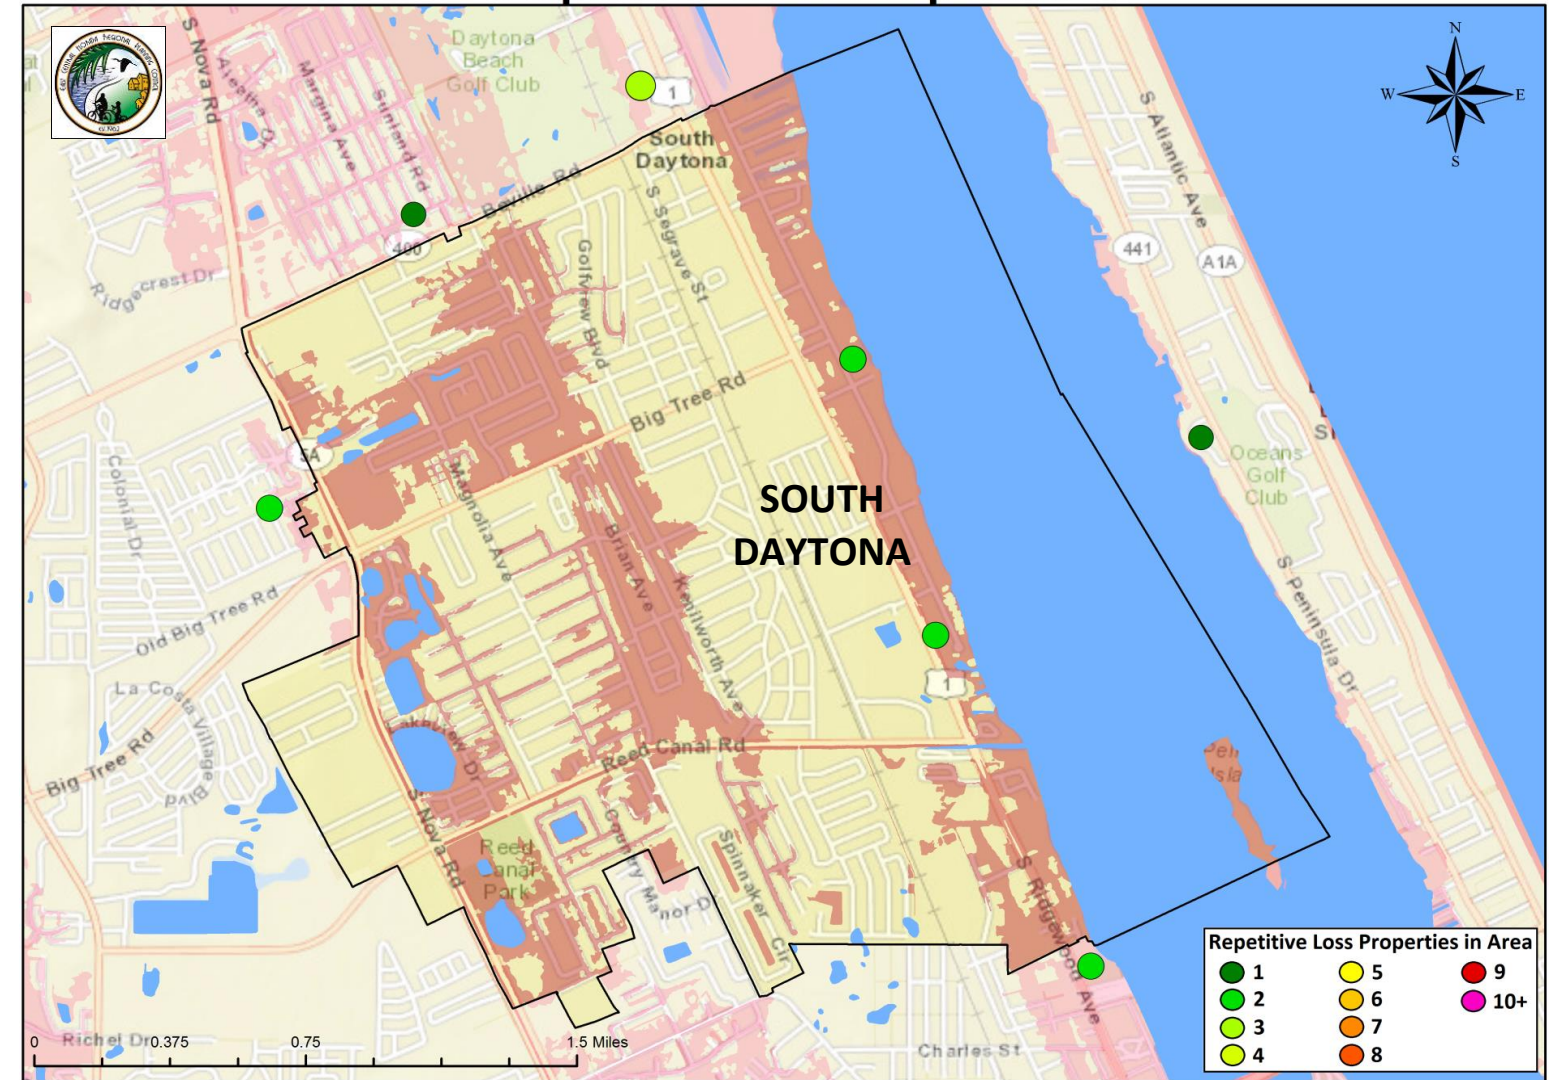 S Nova Rd
Aleatha Dr
Margina Ave
Sunland Rd
Daytona
Beach
Golf Club
1
South
Daytona
N
W
E
S
S Atlantic Ave
Beville Rd
400
Ridgecrest Dr
Golfview Blvd
S Segrave St
441
A1A
Big Tree Rd
5A
Colonial Dr
Magnolia Ave
Oceans
Golf
Club
SOUTH
DAYTONA
Brian Ave
Kenilworth Ave
Old Big Tree Rd
S Peninsula Dr
La Costa Village Blvd
1
Lakeview Dr
Reed Canal Rd
Big Tree Rd
S Nova Rd
Reed
Canal
Park
Country Manor D
Spinnaker Cir
S Ridgewood Ave
Richel Dr
Charles St
0
0.375
0.75
1.5 Miles
Repetitive Loss Properties in Area
1
5
9
2
6
10+
3
7
4
8